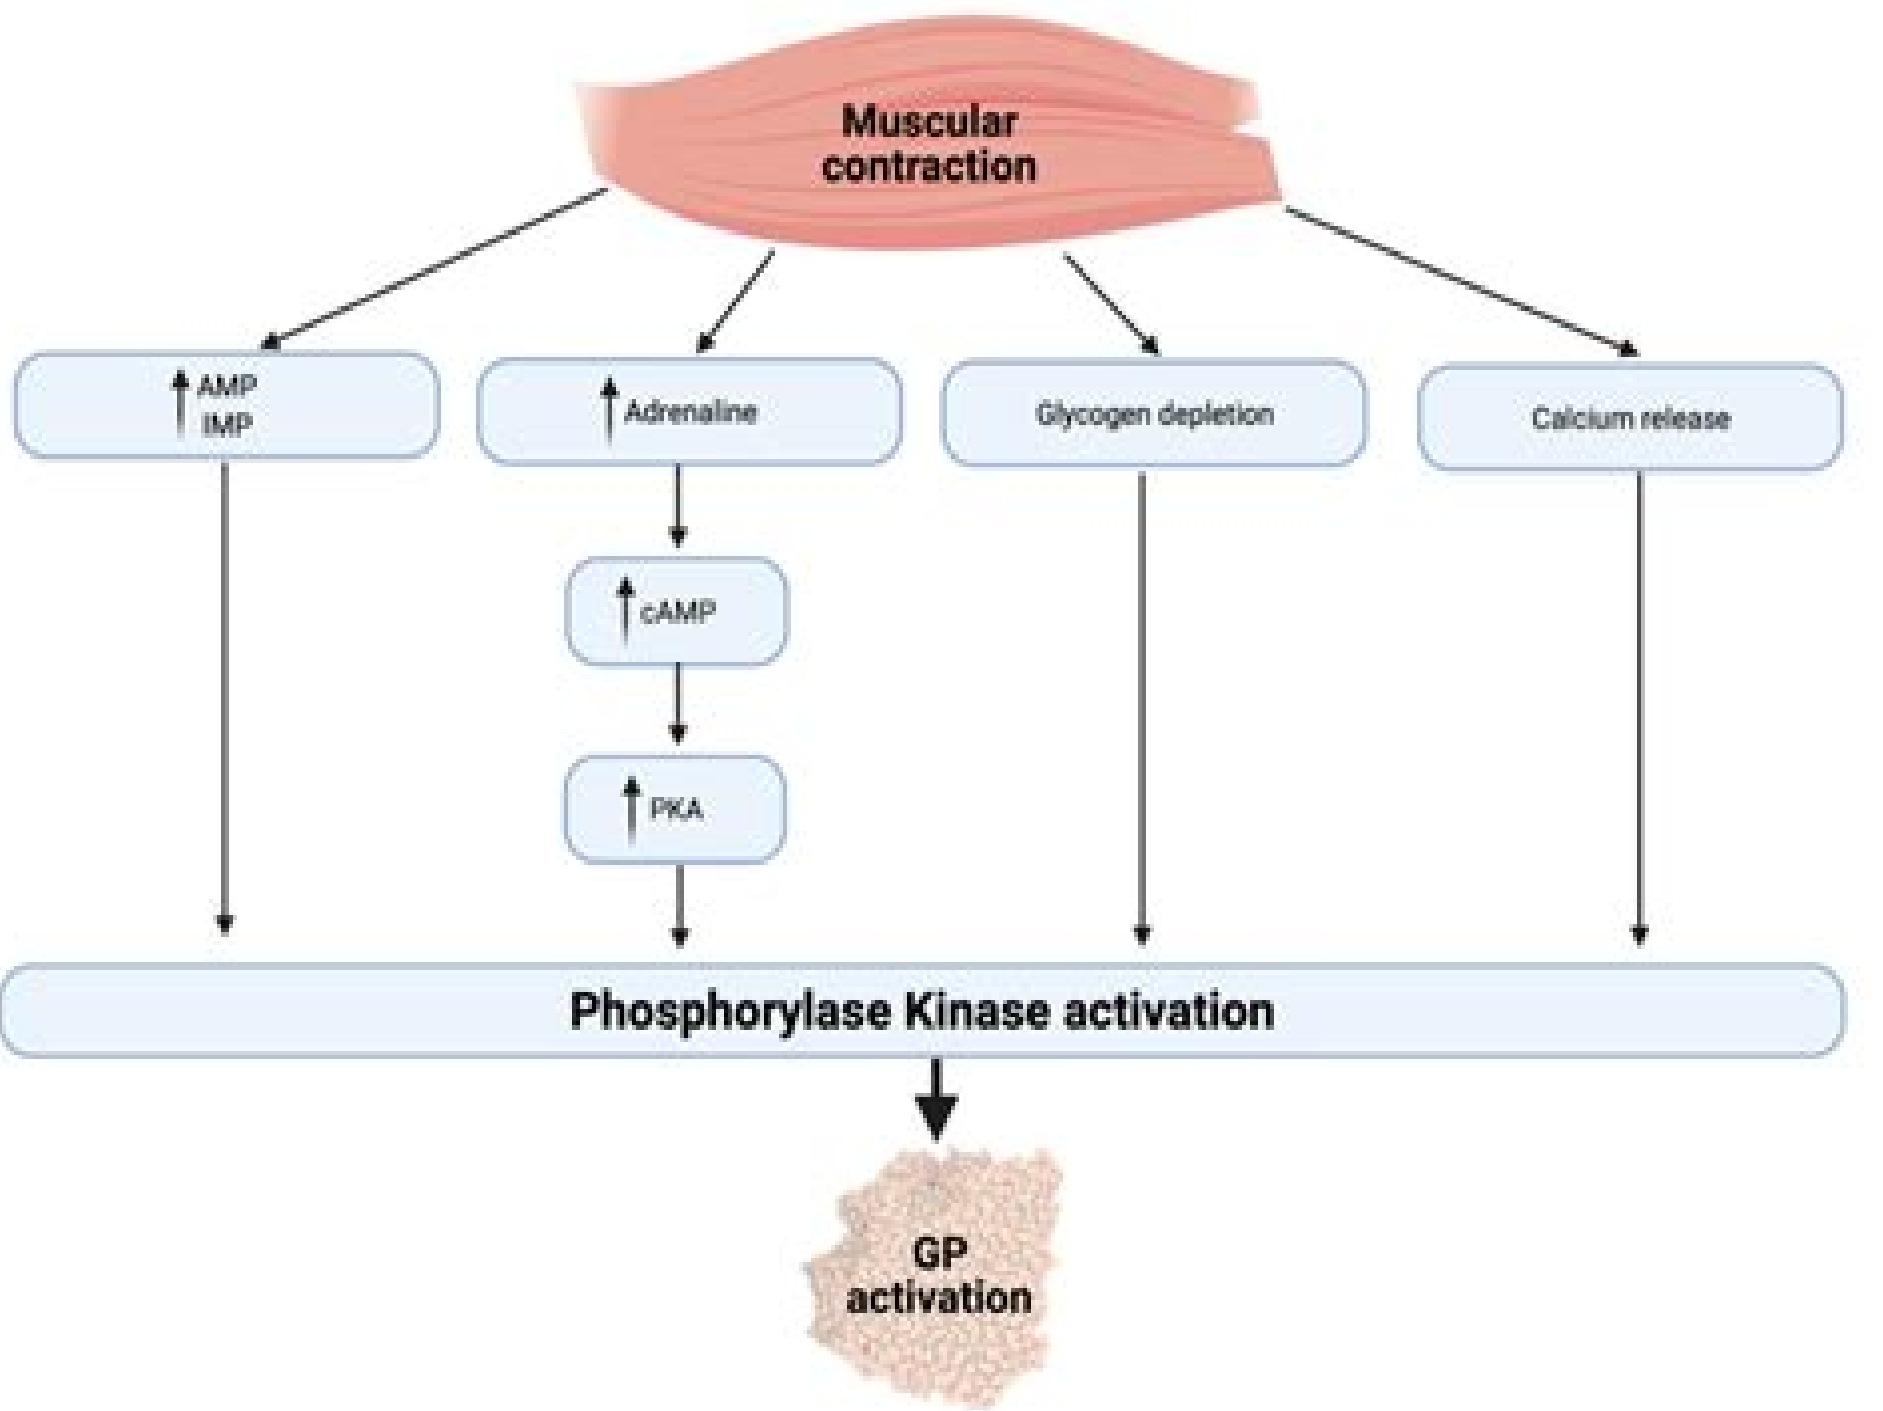 Muscular
contraction
AMP
IMP
Adrenaline
Glycogen depletion
Calcium release
cAMP
PKA
Phosphorylase Kinase activation
GP
activation